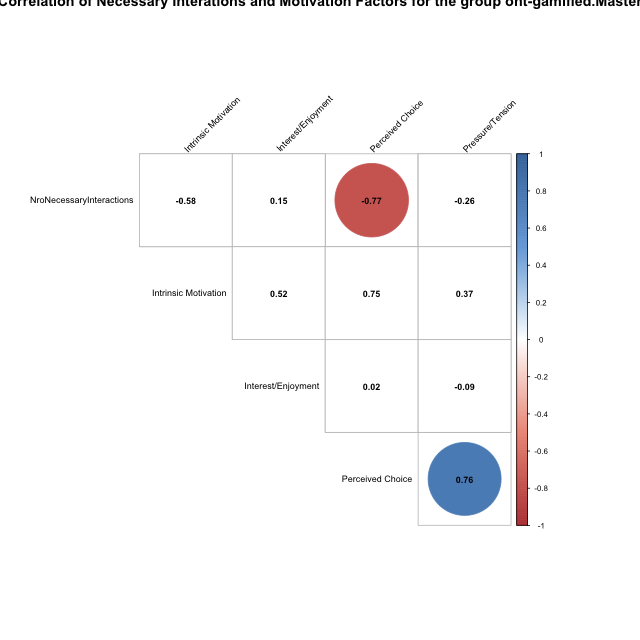 Correlation of Necessary Interations and Motivation Factors for the group ont-gamified.Master
Intrinsic Motivation
Interest/Enjoyment
Perceived Choice
Pressure/Tension
NroNecessaryInteractions -0.58 0.15 -0.77 -0.26
Intrinsic Motivation 0.52 0.75 0.37
Interest/Enjoyment 0.02 -0.09
Perceived Choice 0.76
1
0.8
0.6
0.4
0.2
0
-0.2
-0.4
-0.6
-0.8
-1